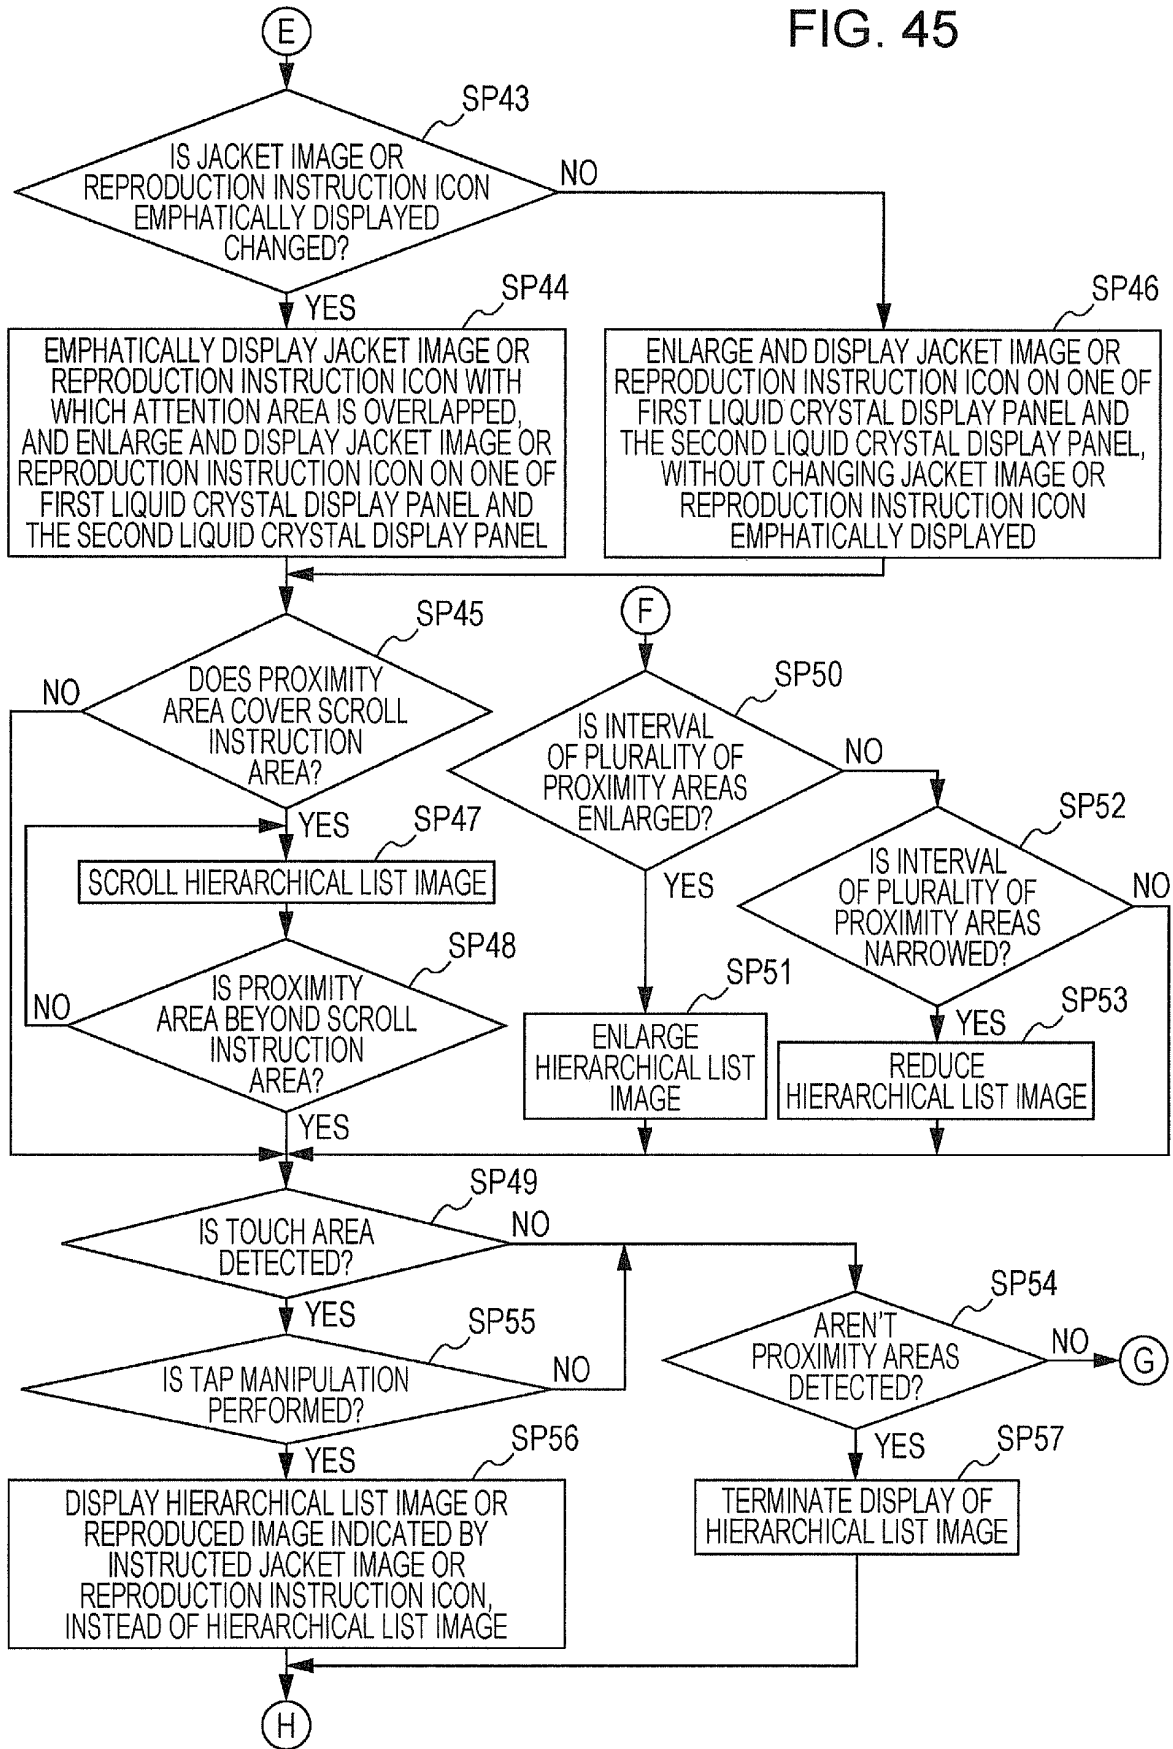 FIG. 45
E
SP43
IS JACKET IMAGE OR
REPRODUCTION INSTRUCTION ICON
EMPHATICALLY DISPLAYED
CHANGED?
NO
YES
SP44
EMPHATICALLY DISPLAY JACKET IMAGE OR
REPRODUCTION INSTRUCTION ICON WITH
WHICH ATTENTION AREA IS OVERLAPPED,
AND ENLARGE AND DISPLAY JACKET IMAGE OR
REPRODUCTION INSTRUCTION ICON ON ONE OF
FIRST LIQUID CRYSTAL DISPLAY PANEL AND
THE SECOND LIQUID CRYSTAL DISPLAY PANEL
SP46
ENLARGE AND DISPLAY JACKET IMAGE OR
REPRODUCTION INSTRUCTION ICON ON ONE OF
FIRST LIQUID CRYSTAL DISPLAY PANEL AND
THE SECOND LIQUID CRYSTAL DISPLAY PANEL,
WITHOUT CHANGING JACKET IMAGE OR
REPRODUCTION INSTRUCTION ICON
EMPHATICALLY DISPLAYED
SP45
NO
DOES PROXIMITY
AREA COVER SCROLL
INSTRUCTION
AREA?
YES
SP47
SCROLL HIERARCHICAL LIST IMAGE
SP48
NO
IS PROXIMITY
AREA BEYOND SCROLL
INSTRUCTION
AREA?
YES
F
SP50
IS INTERVAL
OF PLURALITY OF
PROXIMITY AREAS
ENLARGED?
NO
YES
SP51
ENLARGE
HIERARCHICAL LIST
IMAGE
SP52
IS INTERVAL
OF PLURALITY OF
PROXIMITY AREAS
NARROWED?
NO
YES
SP53
REDUCE
HIERARCHICAL LIST IMAGE
SP49
IS TOUCH AREA
DETECTED?
NO
YES
SP55
IS TAP MANIPULATION
PERFORMED?
NO
YES
SP56
DISPLAY HIERARCHICAL LIST IMAGE OR
REPRODUCED IMAGE INDICATED BY
INSTRUCTED JACKET IMAGE OR
REPRODUCTION INSTRUCTION ICON,
INSTEAD OF HIERARCHICAL LIST IMAGE
SP54
AREN'T
PROXIMITY AREAS
DETECTED?
NO
G
YES
SP57
TERMINATE DISPLAY OF
HIERARCHICAL LIST IMAGE
H